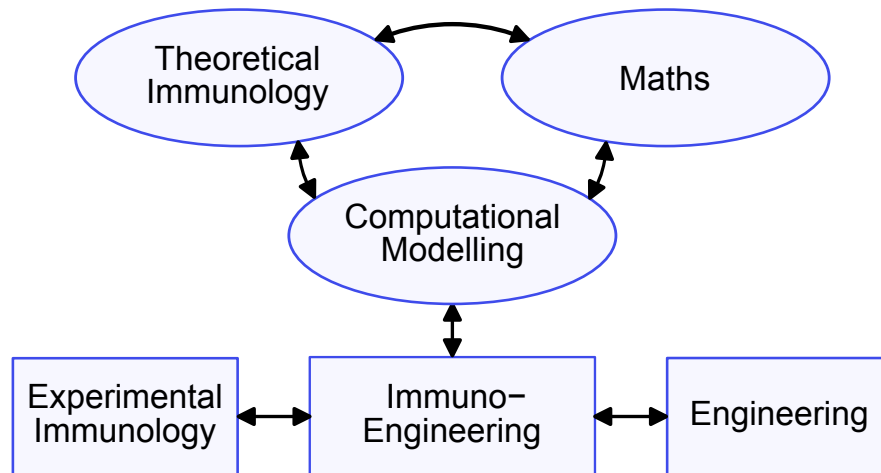 Theoretical
Immunology
Maths
Computational
Modelling
Experimental
Immunology
Immuno−
Engineering
Engineering